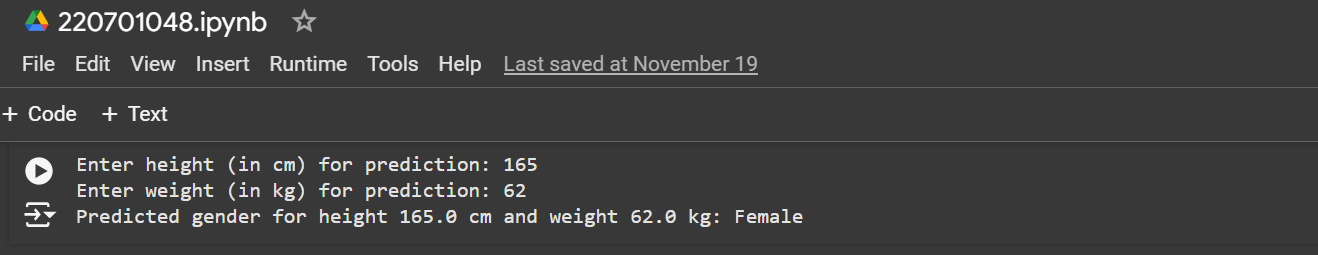 220701048.ipynb
File Edit View Insert Runtime Tools Help Last saved at November 19
+ Code + Text
Enter height (in cm) for prediction: 165
Enter weight (in kg) for prediction: 62
Predicted gender for height 165.0 cm and weight 62.0 kg: Female